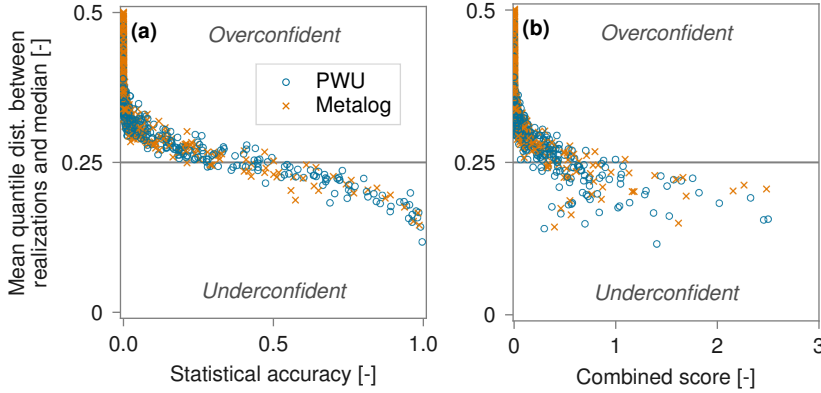 Mean quantile dist. between
realizations and median [-]
0.5
0.25
0
(a)
Overconfident
PWU
Metalog
Underconfident
0.0
0.5
1.0
Statistical accuracy [-]
0.5
0.25
0
(b)
Overconfident
Underconfident
0
1
2
3
Combined score [-]